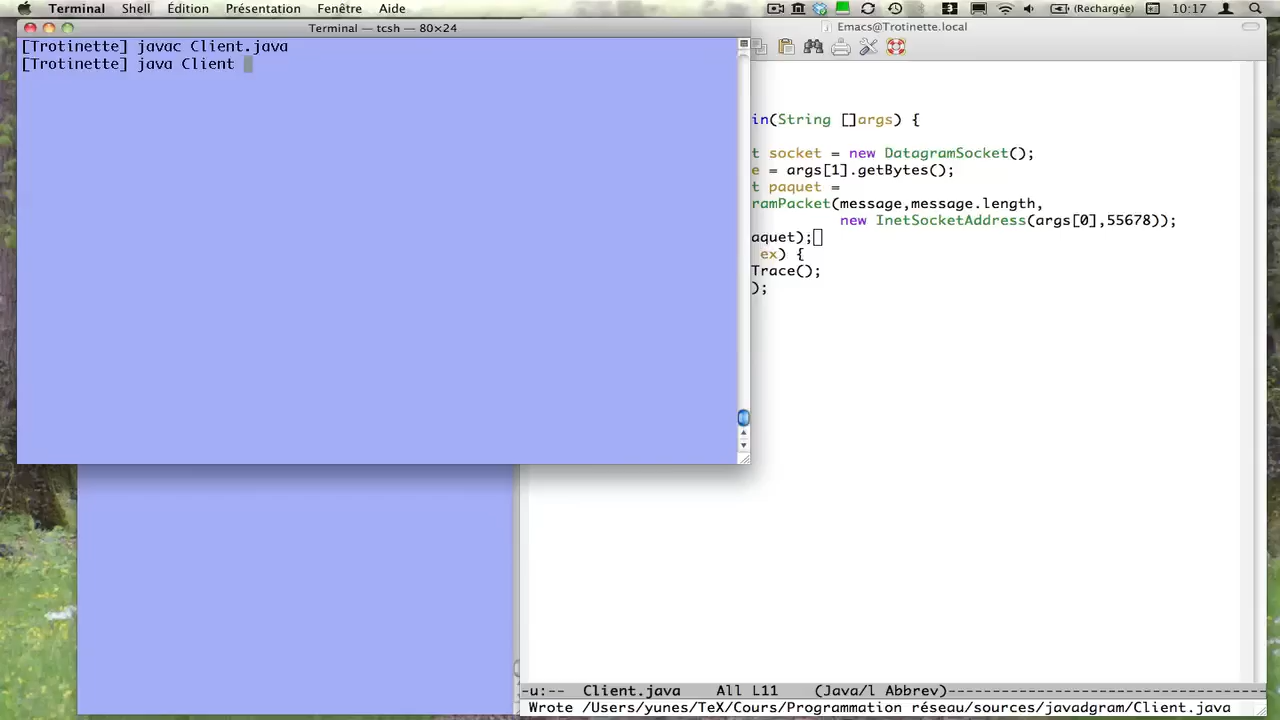 Terminal Shell Édition Présentation Fenêtre Aide (Rechargée) 10:17
Terminal — tcsh — 80×24
[Trotinette] javac Client.java
[Trotinette] java Client
Emacs@Trotinette.local
in(String []args) {
t socket = new DatagramSocket();
e = args[1].getBytes();
t paquet =
ramPacket(message,message.length,
new InetSocketAddress(args[0],55678));
aquet);
ex) {
Trace();
);
-u:-- Client.java All L11 (Java/l Abbrev)
Wrote /Users/yunes/TeX/Cours/Programmation réseau/sources/javadgram/Client.java